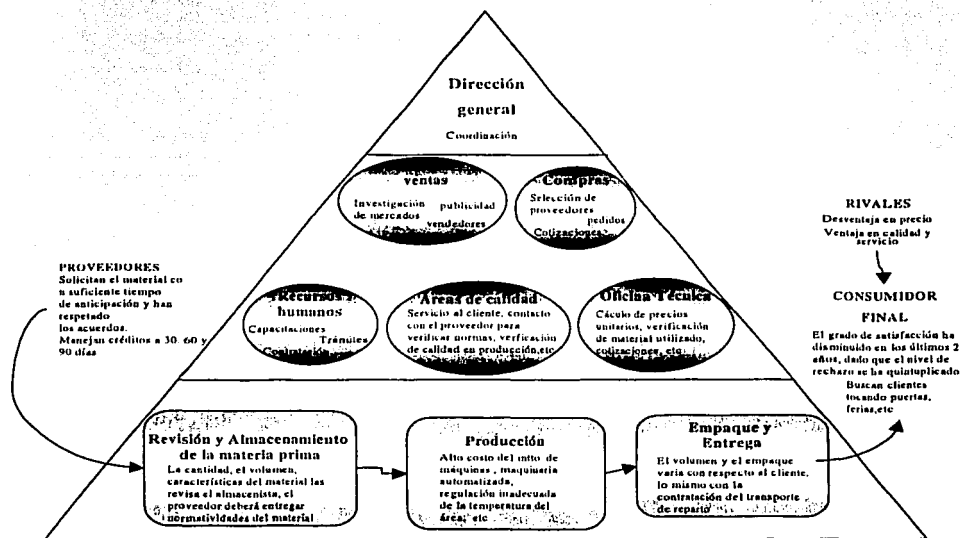 Dirección
general
Coordinación
ventas
Investigación
de mercados
publicidad
vendedores
Compras
Selección de
proveedores
pedidos
Cotizaciones
RIVALES
Desventaja en precio
Ventaja en calidad y
servicio
PROVEEDORES
Solicitan el material co
n suficiente tiempo
de anticipación y han
respetado
los acuerdos.
Manejan créditos a 30. 60 y
90 días
Recursos
humanos
Capacitaciones
Trámites
Contratación
Areas de calidad
Servicio al cliente, contacto
con el proveedor para
verificar normas, verficación
de calidad en producción,etc
Oficina Técnica
Cáculo de precios
unitarios, verificación
de material utilizado,
cotizaciones, etc
CONSUMIDOR
FINAL
El grado de satisfacción ha
disminuido en los últimos 2
años, dado que el nivel de
rechazo se ha quintuplicado
Buscan clientes
tocando puertas,
ferias,etc
Revisión y Almacenamiento
de la materia prima
La cantidad, el volumen,
características del material las
revisa el almacenista, el
proveedor deberá entregar
normatividades del material
Producción
Alto costo del mtto de
máquinas , maquinaria
automatizada,
regulación inadecuada
de la temperatura del
área, etc
Empaque y
Entrega
El volumen y el empaque
varia con respecto al cliente,
lo mismo con la
contratación del transporte
de reparto